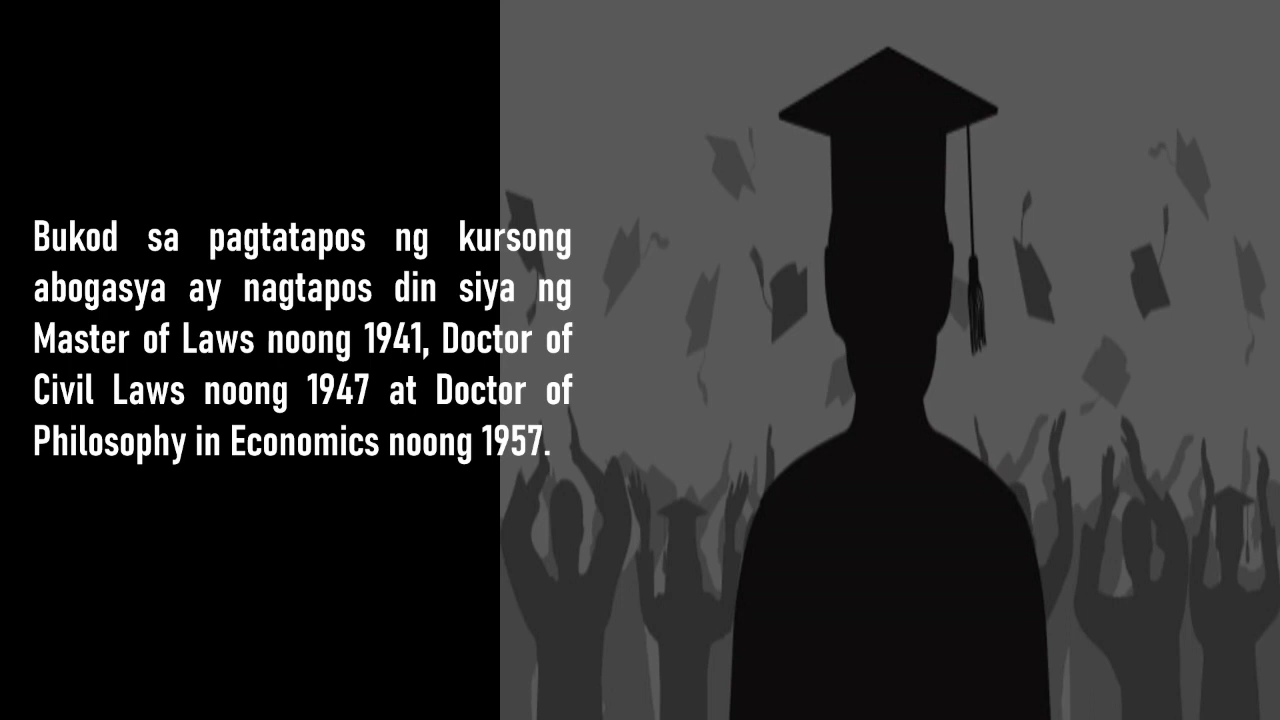 Bukod sa pagtatapos ng kursong
abogasya ay nagtapos din siya ng
Master of Laws noong 1941, Doctor of
Civil Laws noong 1947 at Doctor of
Philosophy in Economics noong 1957.